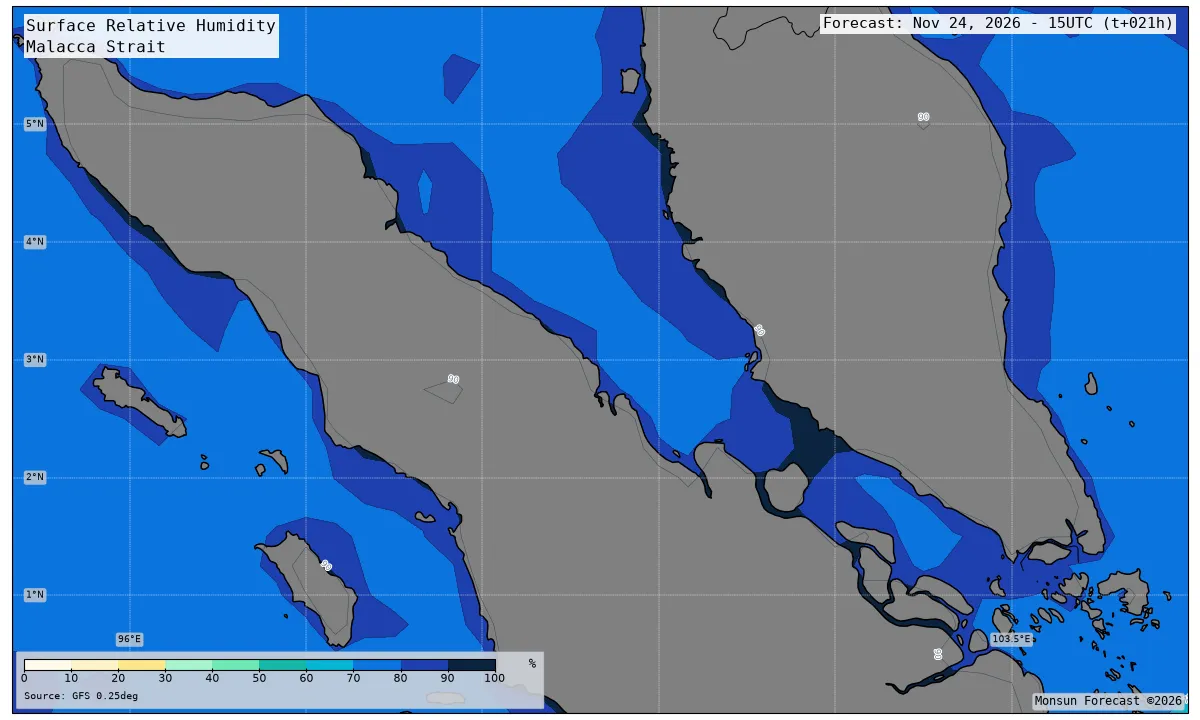 Surface Relative Humidity
Malacca Strait
Forecast: Nov 24, 2026 - 15UTC (t+021h)
90
5°N
4°N
90
3°N
90
2°N
90
1°N
96°E
103.5°E
90
%
0 10 20 30 40 50 60 70 80 90 100
Source: GFS 0.25deg
Monsun Forecast ©2026